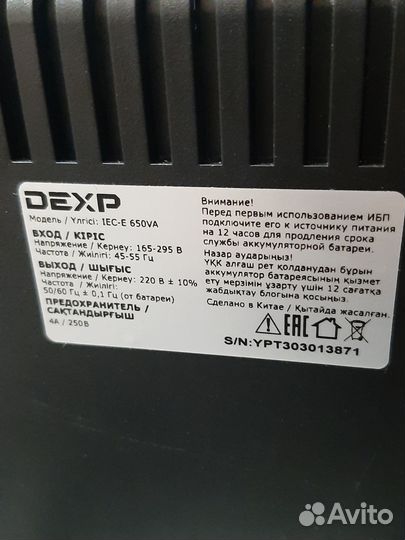 DEXP
Модель / Үлгісі: IEC-E 650VA
ВХОД / КІРІС
Напряжение / Кернеу: 165-295 В
Частота / Жиілігі: 45-55 Гц
ВЫХОД / ШЫҒЫС
Напряжение / Кернеу: 220 В ± 10%
Частота / Жиілігі:
50/60 Гц ± 0,1 Гц (от батареи)
ПРЕДОХРАНИТЕЛЬ /
САҚТАНДЫРҒЫШ
4А / 250В
Внимание!
Перед первым использованием ИБП
подключите его к источнику питания
на 12 часов для продления срока
службы аккумуляторной батареи.
Назар аударыңыз!
ҮҚК алғаш рет қолданудан бұрын
аккумулятор батареясының қызмет
ету мерзімін ұзарту үшін 12 сағатқа
жабдықтау блогына қосыңыз.
Сделано в Китае / Қытайда жасалған.
EAC
S/N:YPT303013871
Avito